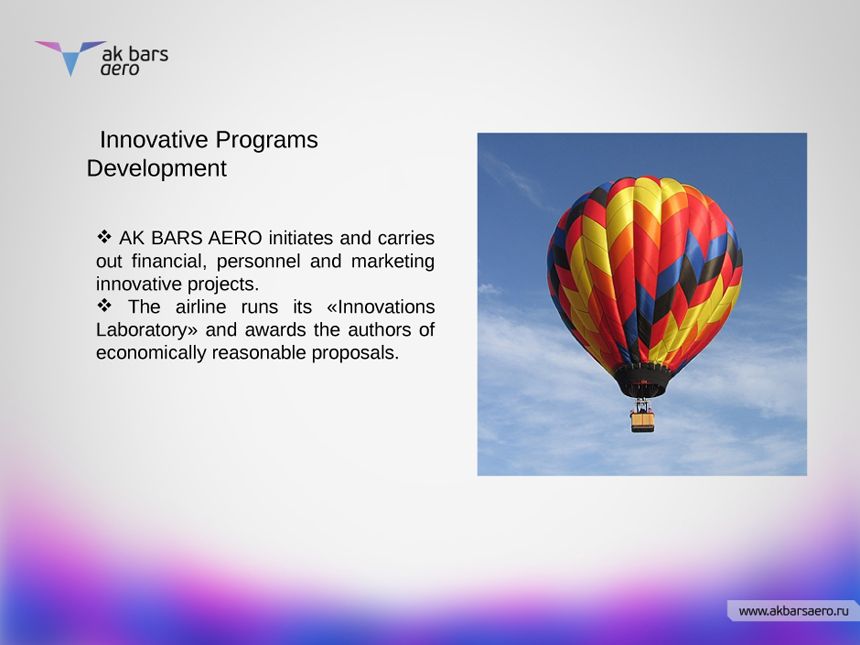 ak bars
aero
Innovative Programs
Development
❖ AK BARS AERO initiates and carries
out financial, personnel and marketing
innovative projects.
❖ The airline runs its «Innovations
Laboratory» and awards the authors of
economically reasonable proposals.
www.akbarsaero.ru